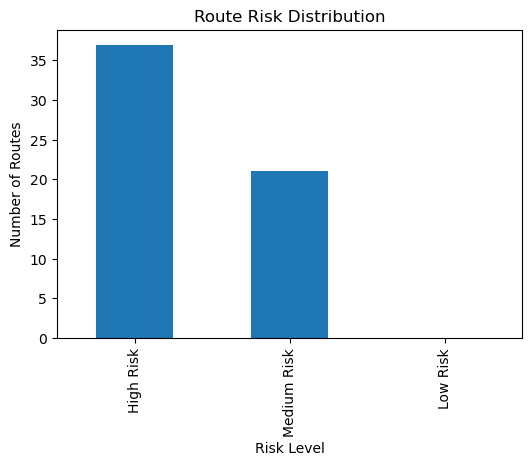 Route Risk Distribution
Number of Routes
35
30
25
20
15
10
5
0
High Risk
Medium Risk
Low Risk
Risk Level